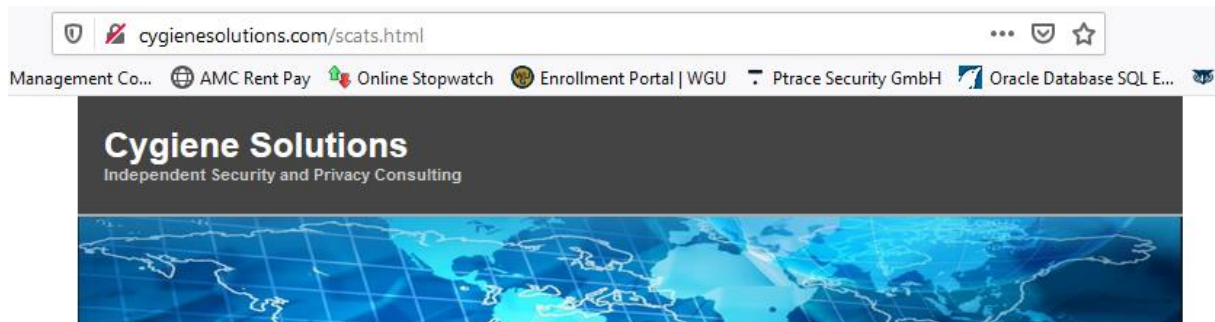 cygienesolutions.com/scats.html
Management Co... AMC Rent Pay Online Stopwatch Enrollment Portal | WGU Ptrace Security GmbH Oracle Database SQL E...
Cygiene Solutions
Independent Security and Privacy Consulting